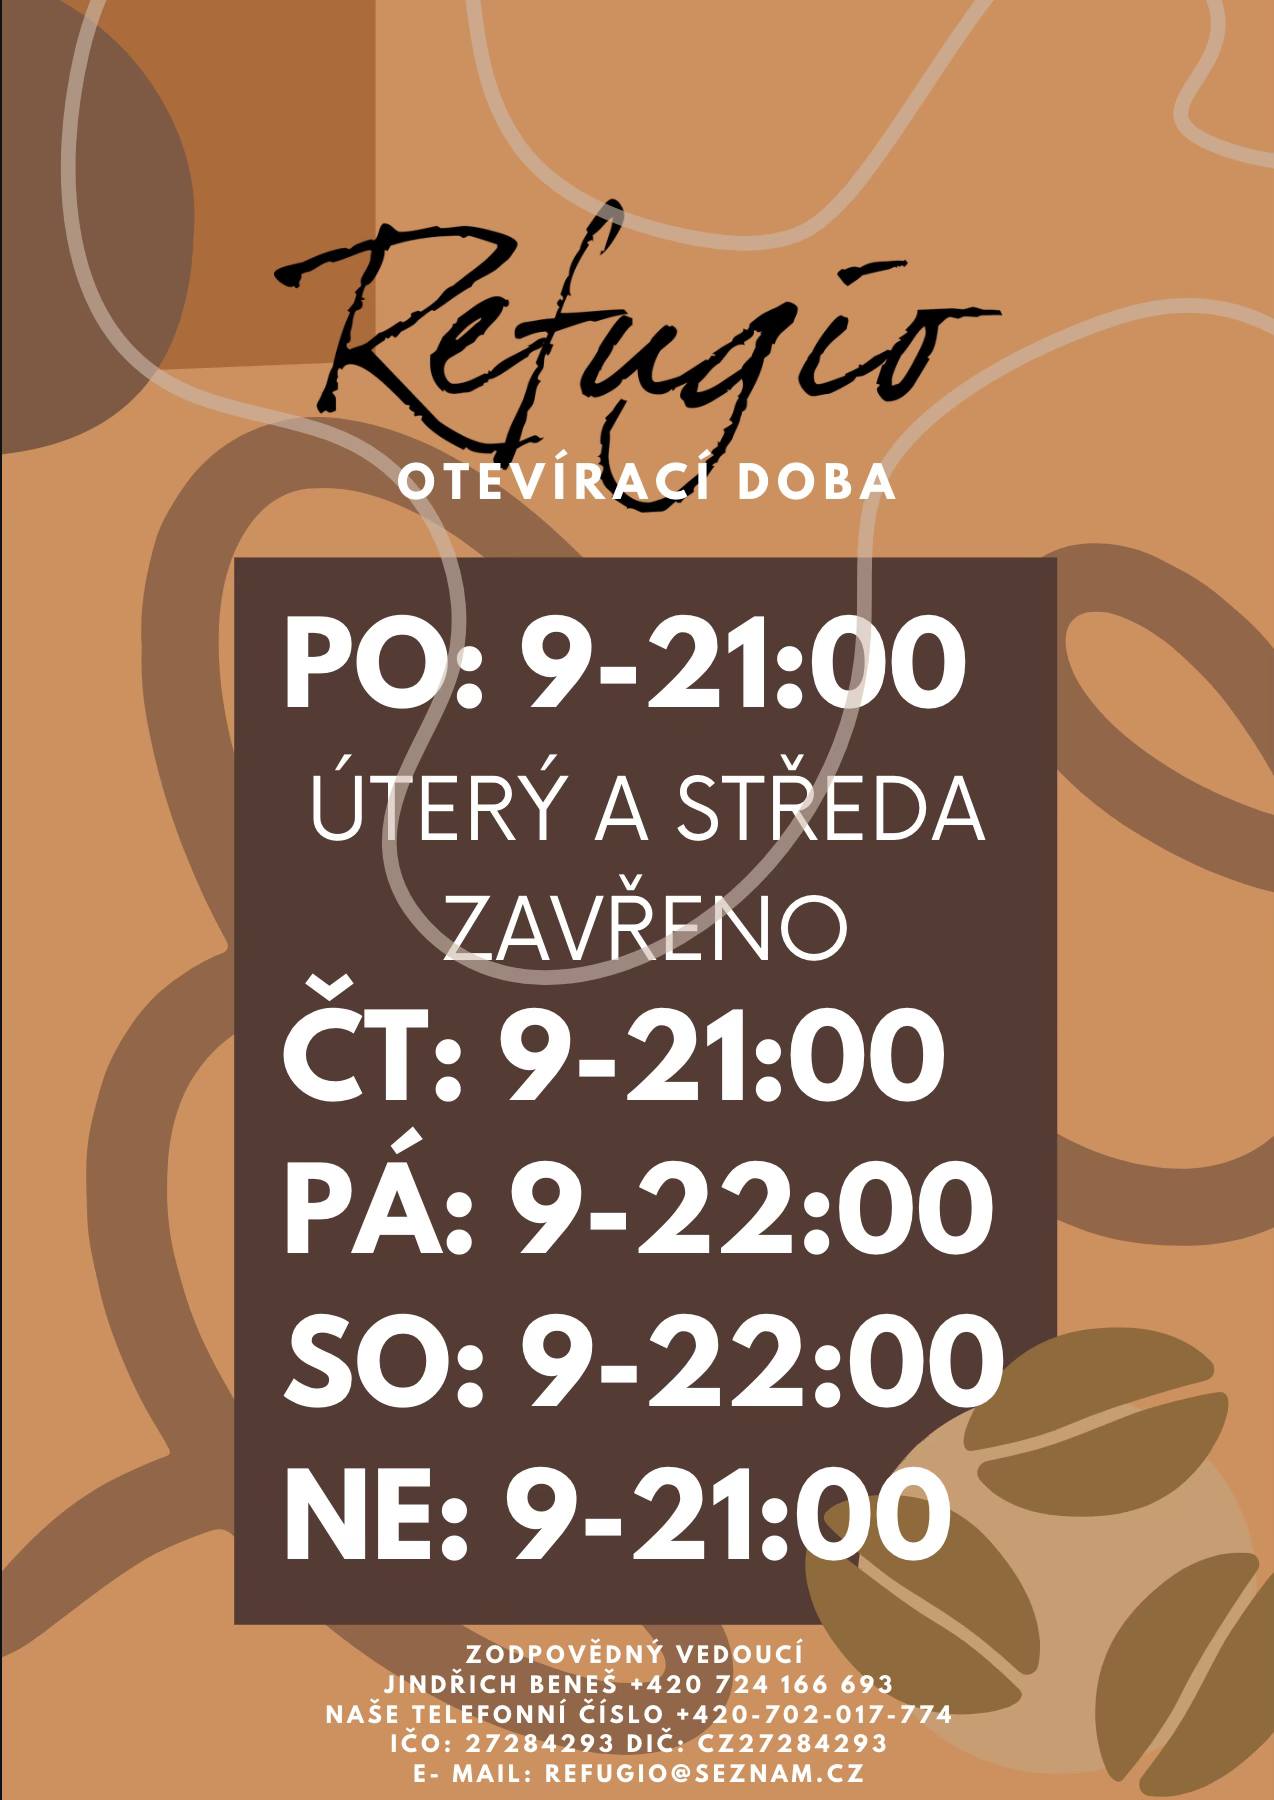 Refugio
OTEVÍRACÍ DOBA
PO: 9-21:00
ÚTERÝ A STŘEDA
ZAVŘENO
ČT: 9-21:00
PÁ: 9-22:00
SO: 9-22:00
NE: 9-21:00
ZODPOVĚDNÝ VEDOUCÍ
JINDŘICH BENEŠ +420 724 166 693
NAŠE TELEFONNÍ ČÍSLO +420-702-017-774
IČO: 27284293 DIČ: CZ27284293
E- MAIL: REFUGIO@SEZNAM.CZ